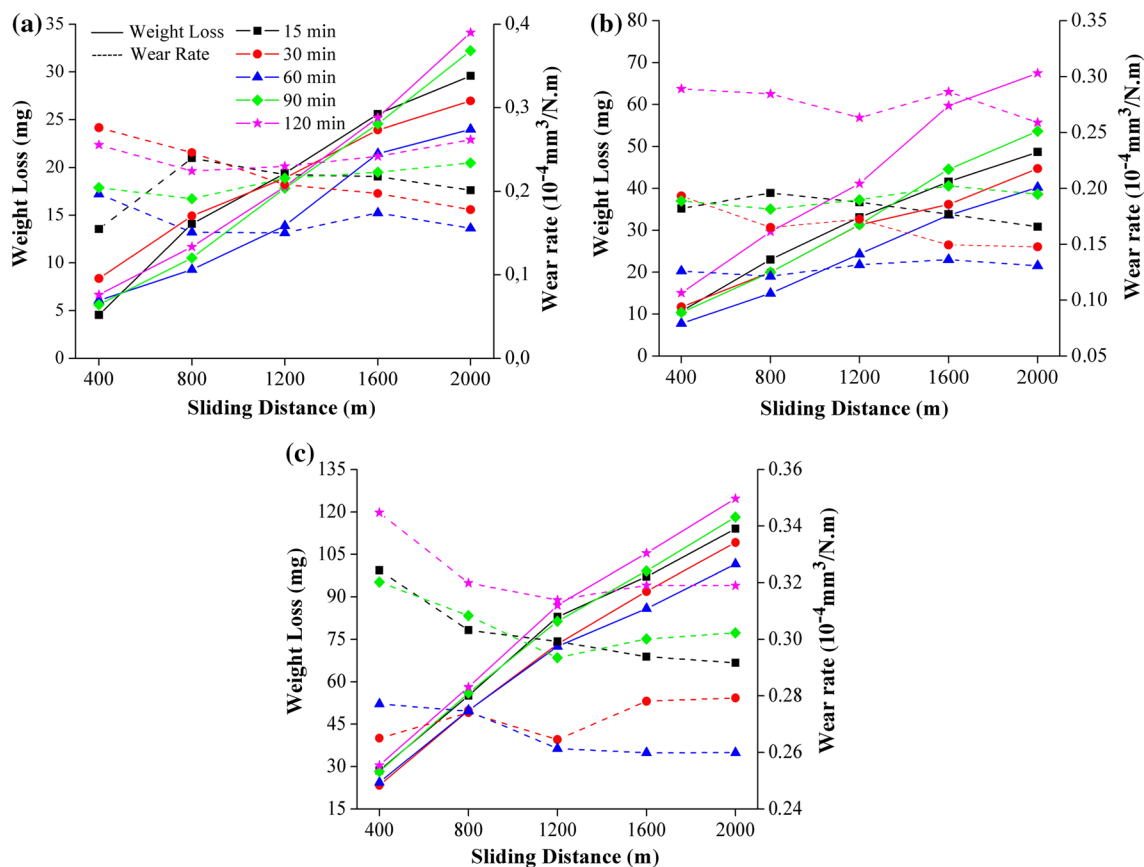 (a)
35
30
25
20
15
10
5
0
Weight Loss (mg)
Weight Loss
Wear Rate
15 min
30 min
60 min
90 min
120 min
0,4
0,3
0,2
0,1
0,0
Wear rate (10⁻⁴mm³/N.m)
400 800 1200 1600 2000
Sliding Distance (m)
(b)
80
70
60
50
40
30
20
10
0
Weight Loss (mg)
0.35
0.30
0.25
0.20
0.15
0.10
0.05
Wear rate (10⁻⁴mm³/N.m)
400 800 1200 1600 2000
Sliding Distance (m)
(c)
135
120
105
90
75
60
45
30
15
Weight Loss (mg)
0.36
0.34
0.32
0.30
0.28
0.26
0.24
Wear rate (10⁻⁴mm³/N.m)
400 800 1200 1600 2000
Sliding Distance (m)